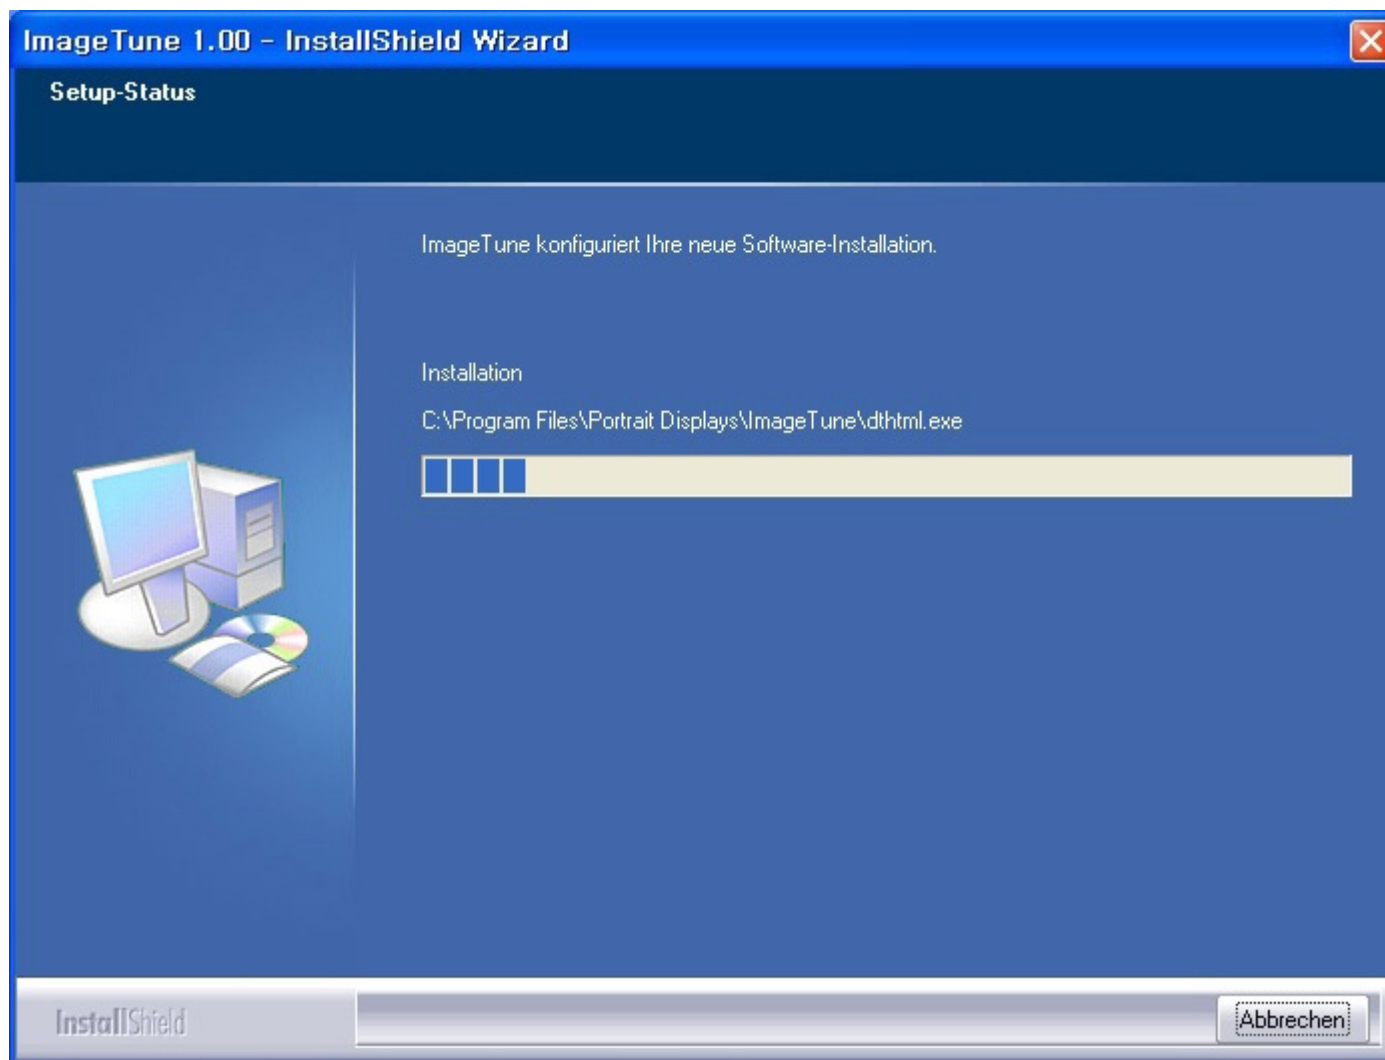 ImageTune 1.00 - InstallShield Wizard
Setup-Status
ImageTune konfiguriert Ihre neue Software-Installation.
Installation
C:\Program Files\Portrait Displays\ImageTune\dthtml.exe
InstallShield
Abbrechen